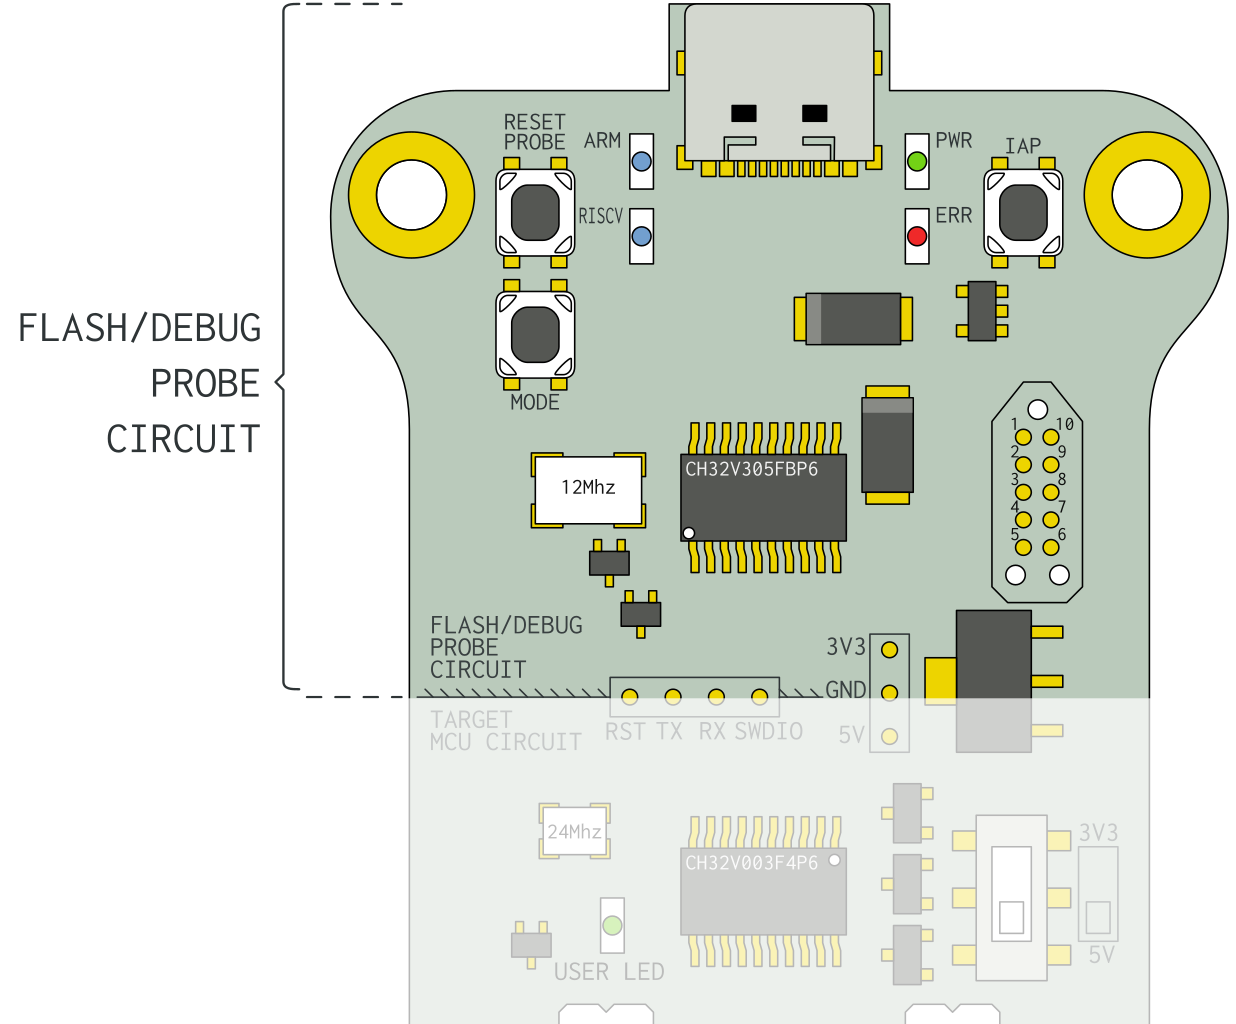 RESET
PROBE
ARM
PWR
IAP
RISCV
ERR
FLASH/DEBUG
PROBE
CIRCUIT
MODE
CH32V305FBP6
12Mhz
1 10
2 9
3 8
4 7
5 6
FLASH/DEBUG
PROBE
CIRCUIT
3V3
GND
5V
TARGET
MCU CIRCUIT
RST TX RX SWDIO
24Mhz
CH32V003F4P6
3V3
5V
USER LED